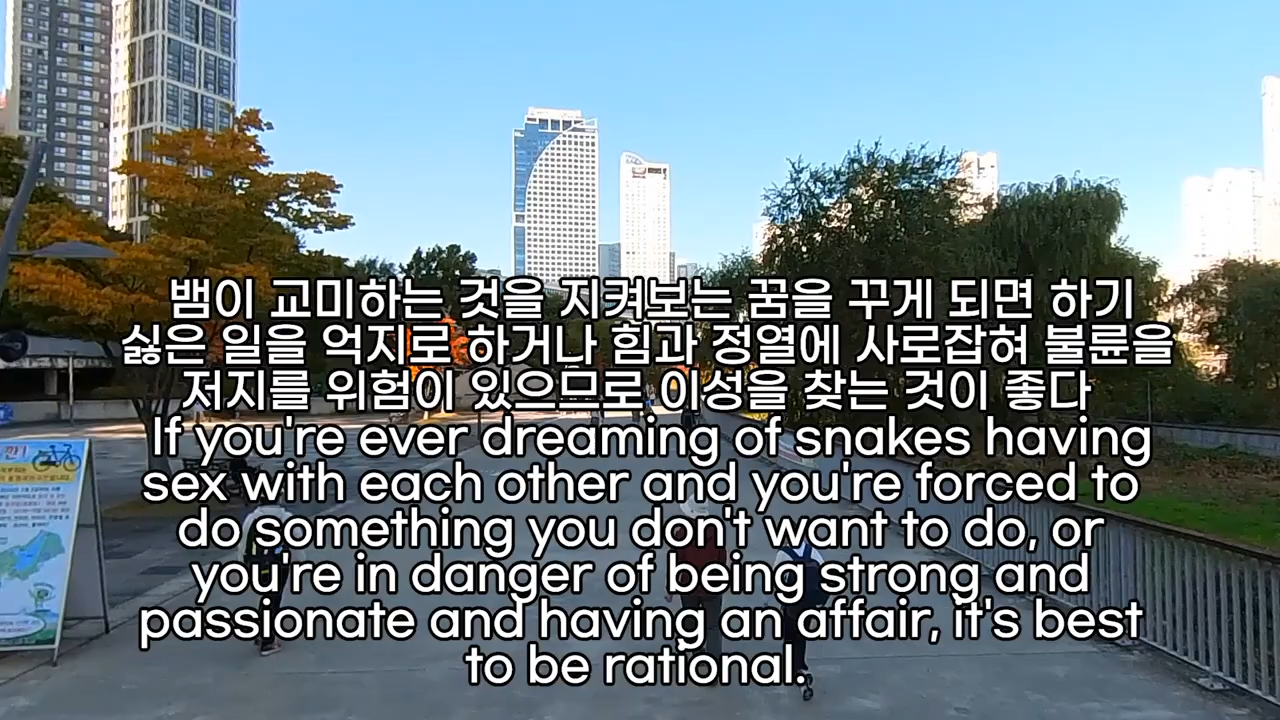 뱀이 교미하는 것을 지켜보는 꿈을 꾸게 되면 하기
싫은 일을 억지로 하거나 힘과 정열에 사로잡혀 불륜을
저지를 위험이 있으므로 이성을 찾는 것이 좋다
If you're ever dreaming of snakes having
sex with each other and you're forced to
do something you don't want to do, or
you're in danger of being strong and
passionate and having an affair, it's best
to be rational.